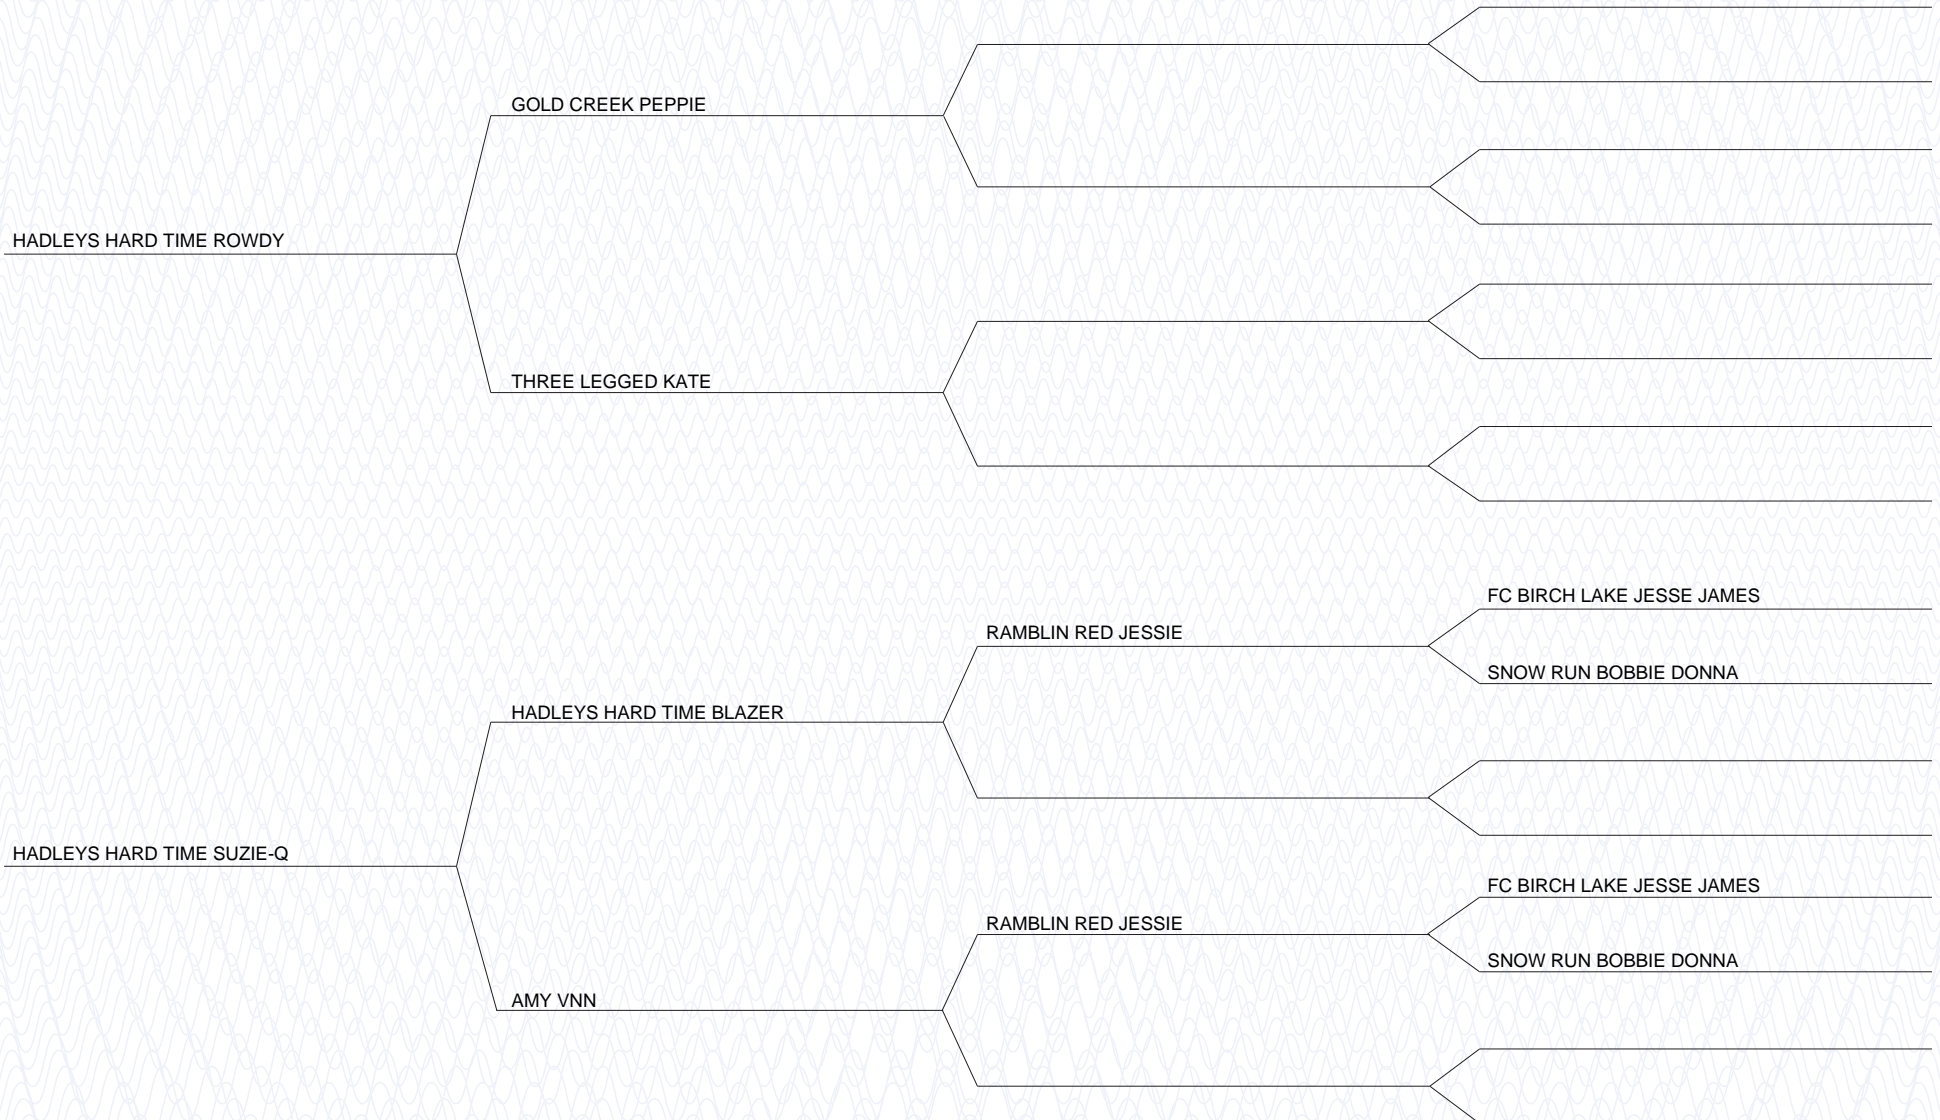 GOLD CREEK PEPPIE
HADLEYS HARD TIME ROWDY
THREE LEGGED KATE
FC BIRCH LAKE JESSE JAMES
RAMBLIN RED JESSIE
SNOW RUN BOBBIE DONNA
HADLEYS HARD TIME BLAZER
HADLEYS HARD TIME SUZIE-Q
FC BIRCH LAKE JESSE JAMES
RAMBLIN RED JESSIE
SNOW RUN BOBBIE DONNA
AMY VNN